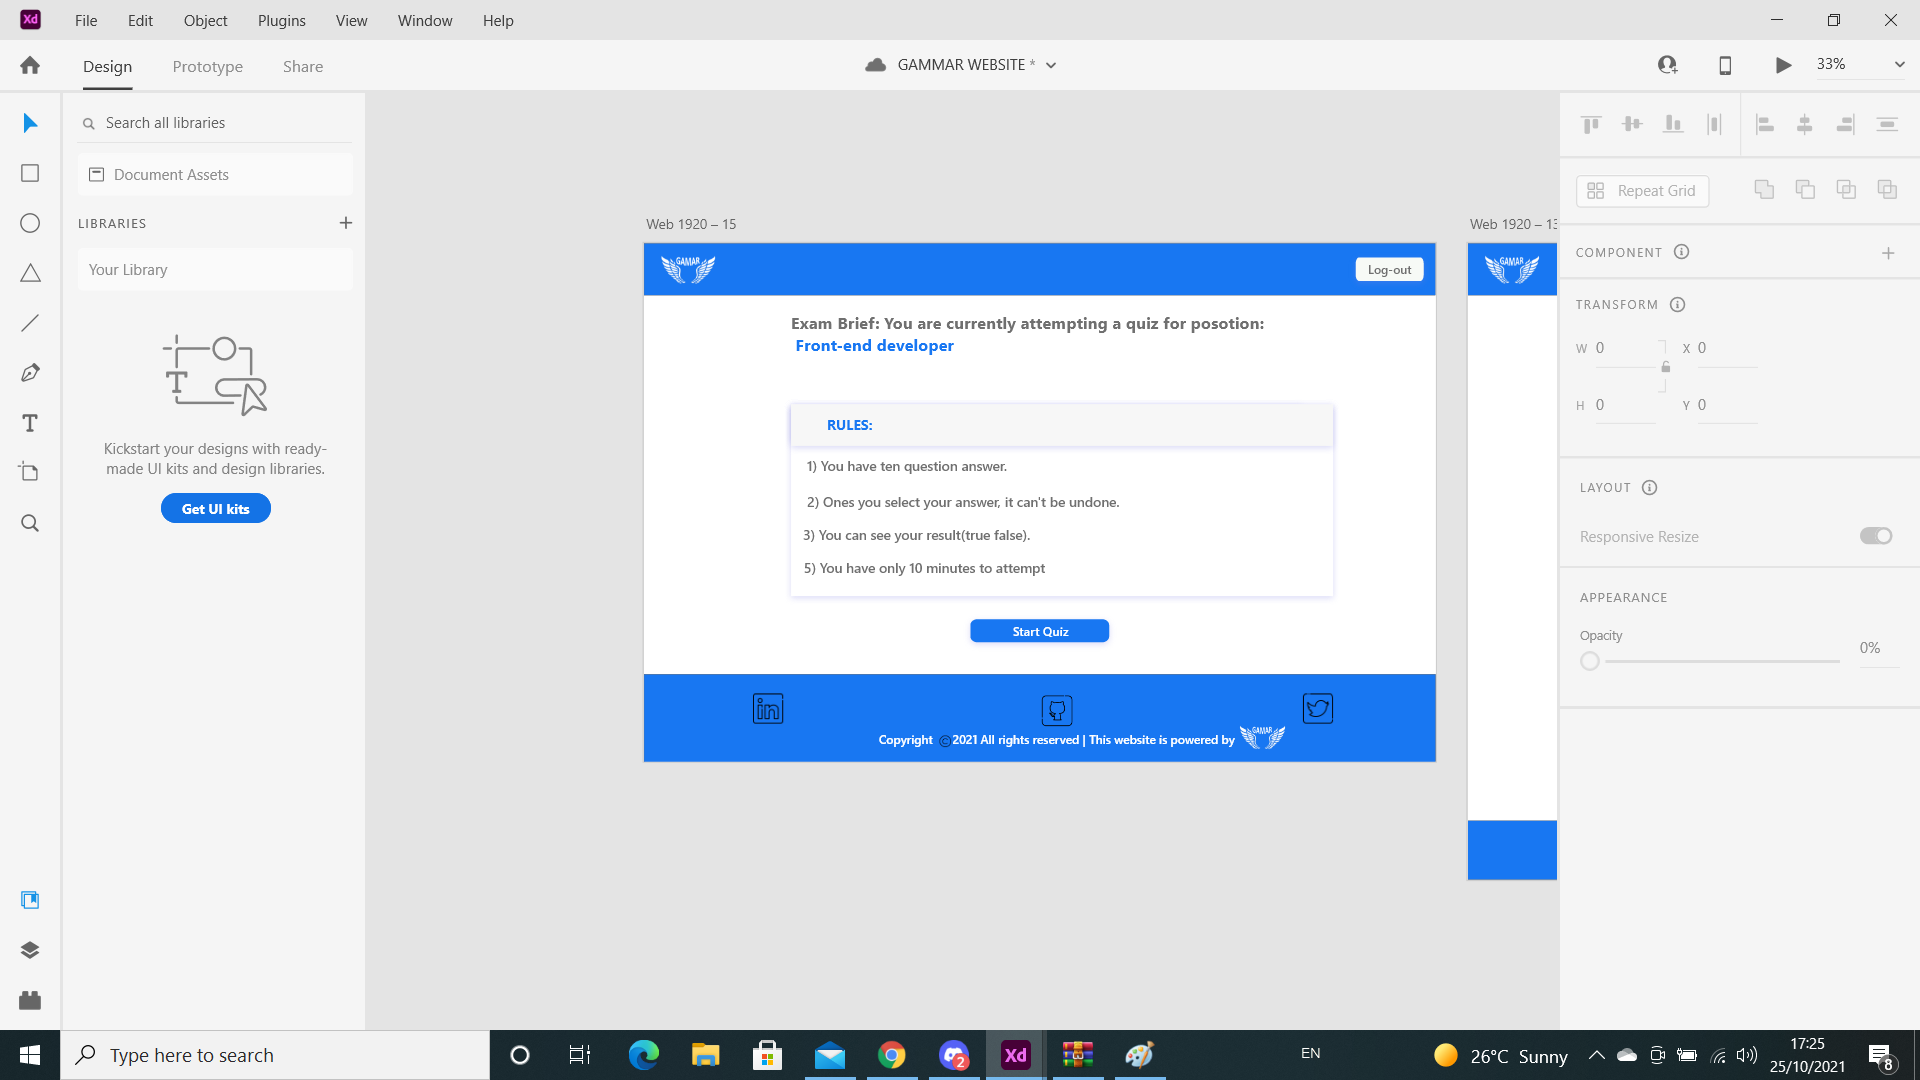 Xd File Edit Object Plugins View Window Help
Design Prototype Share
GAMMAR WEBSITE *
33%
Search all libraries
Document Assets
LIBRARIES
Your Library
Kickstart your designs with ready-
made UI kits and design libraries.
Get UI kits
Web 1920 – 15
Web 1920 – 13
GAMAR
Log-out
GAMAR
Exam Brief: You are currently attempting a quiz for posotion:
Front-end developer
RULES:
1) You have ten question answer.
2) Ones you select your answer, it can't be undone.
3) You can see your result(true false).
5) You have only 10 minutes to attempt
Start Quiz
in
Copyright ©2021 All rights reserved | This website is powered by GAMAR
Repeat Grid
COMPONENT
TRANSFORM
W 0 X 0
H 0 Y 0
LAYOUT
Responsive Resize
APPEARANCE
Opacity
0%
Type here to search
2
Xd
EN
26°C Sunny
17:25
25/10/2021
8